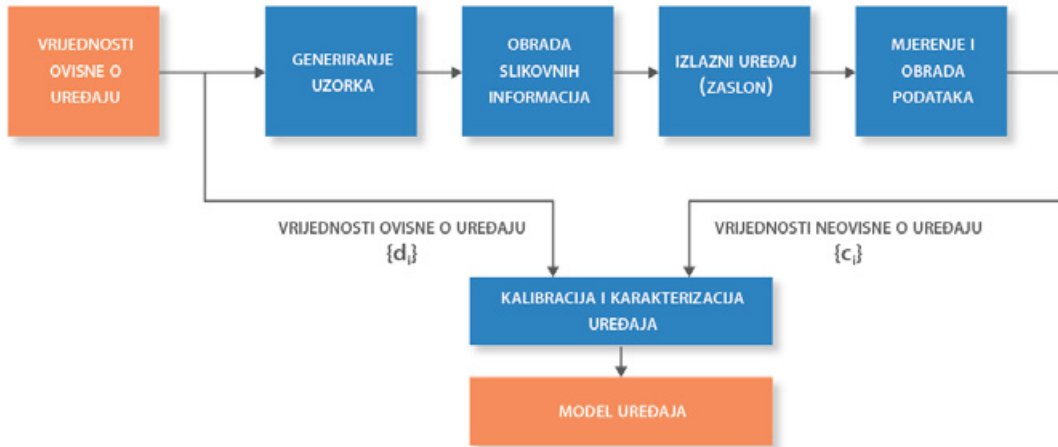 VRIJEDNOSTI
OVISNE O
UREĐAJU
GENERIRANJE
UZORKA
OBRADA
SLIKOVNIH
INFORMACIJA
IZLAZNI UREĐAJ
(ZASLON)
MJERENJE I
OBRADA
PODATAKA
VRIJEDNOSTI OVISNE O UREĐAJU
{di}
VRIJEDNOSTI NEOVISNE O UREĐAJU
{ci}
KALIBRACIJA I KARAKTERIZACIJA
UREĐAJA
MODEL UREĐAJA